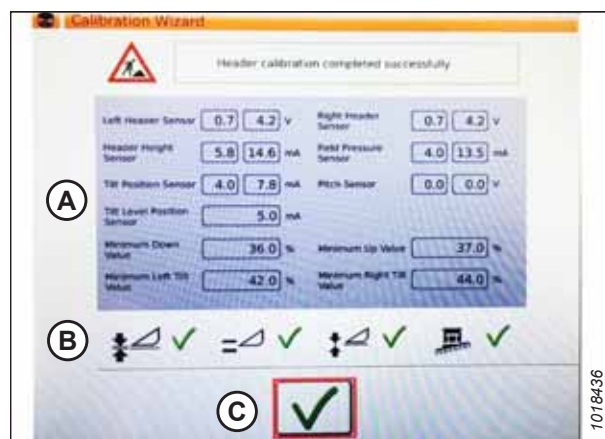 Calibration Wizard
Header calibration completed successfully
Left Header Sensor 0.7 4.2 v Right Header
Sensor 0.7 4.2 v
Header Height
Sensor 5.8 14.6 mA Field Pressure
Sensor 4.0 13.5 mA
Tilt Position Sensor 4.0 7.8 mA Pitch Sensor 0.0 0.0 v
Tilt Level Position
Sensor 5.0 mA
Minimum Down
Value 36.0 % Minimum Up Value 37.0 %
Minimum Left Tilt
Value 42.0 % Minimum Right Tilt
Value 44.0 %
A
B
C
1018436